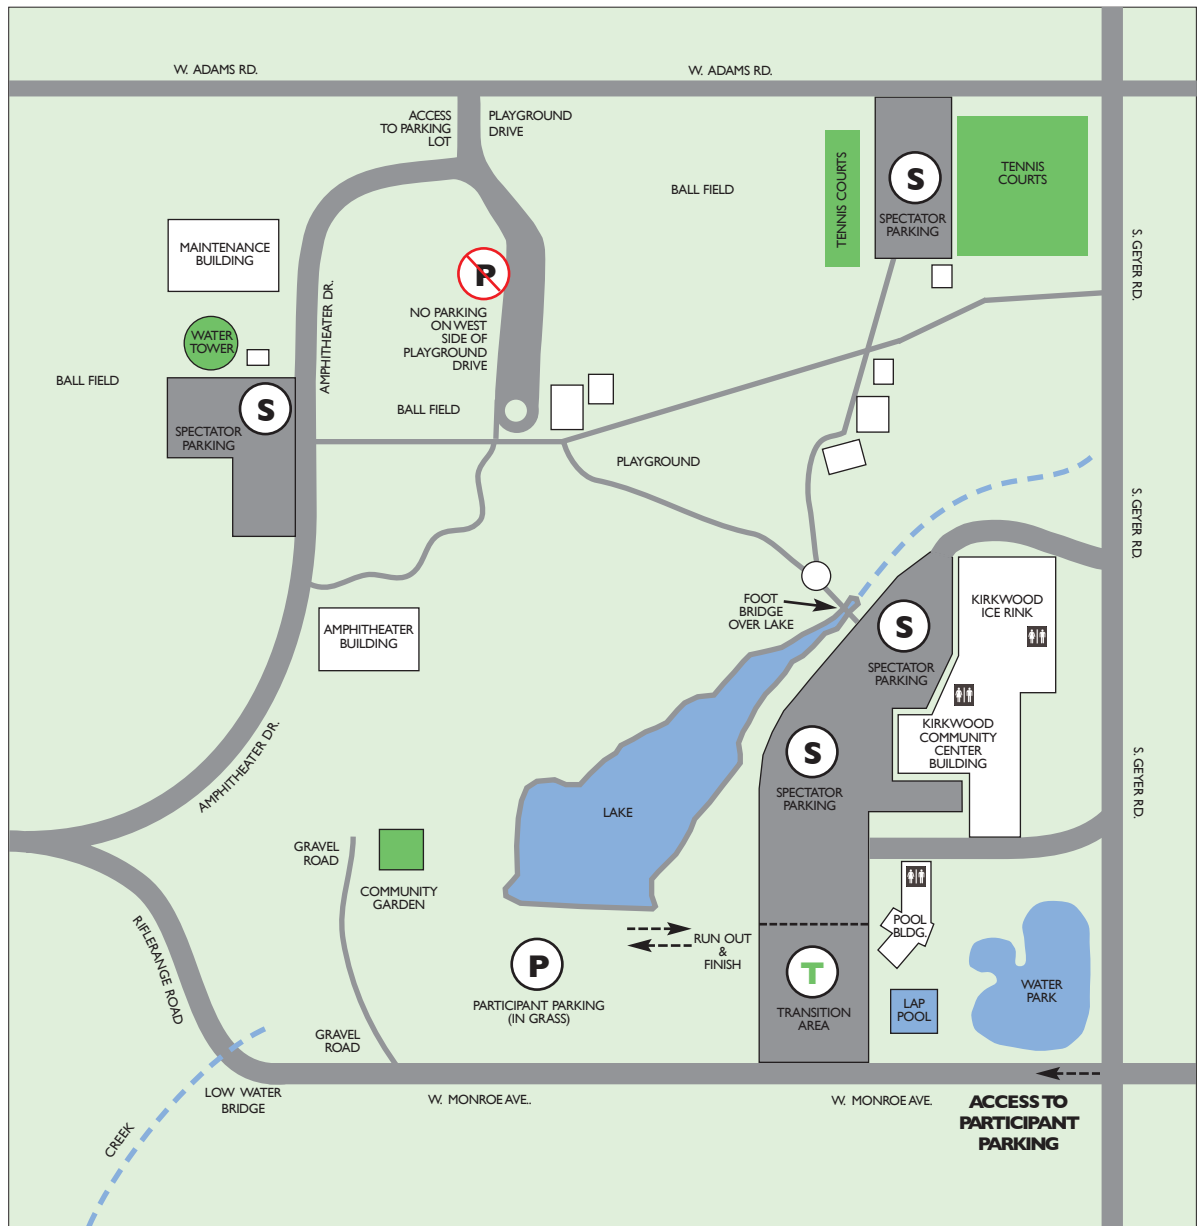 W. ADAMS RD.
W. ADAMS RD.
ACCESS
TO PARKING
LOT
PLAYGROUND
DRIVE
BALL FIELD
TENNIS COURTS
S
SPECTATOR
PARKING
TENNIS
COURTS
S. GEYER RD.
MAINTENANCE
BUILDING
AMPHITHEATER DR.
P
NO PARKING
ON WEST
SIDE OF
PLAYGROUND
DRIVE
WATER
TOWER
BALL FIELD
S
SPECTATOR
PARKING
BALL FIELD
PLAYGROUND
S. GEYER RD.
FOOT
BRIDGE
OVER LAKE
KIRKWOOD
ICE RINK
S
SPECTATOR
PARKING
AMPHITHEATER
BUILDING
KIRKWOOD
COMMUNITY
CENTER
BUILDING
S
SPECTATOR
PARKING
S. GEYER RD.
AMPHITHEATER DR.
LAKE
GRAVEL
ROAD
COMMUNITY
GARDEN
RIFLERANGE ROAD
POOL
BLDG.
RUN OUT
&
FINISH
P
PARTICIPANT PARKING
(IN GRASS)
T
TRANSITION
AREA
LAP
POOL
WATER
PARK
GRAVEL
ROAD
LOW WATER
BRIDGE
CREEK
W. MONROE AVE..
W. MONROE AVE.
ACCESS TO
PARTICIPANT
PARKING